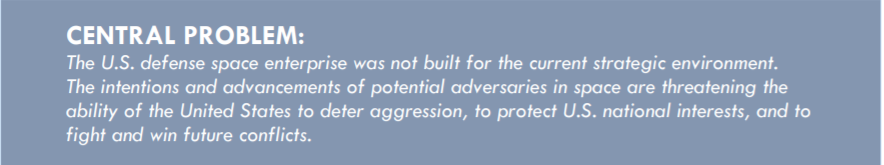 CENTRAL PROBLEM:
The U.S. defense space enterprise was not built for the current strategic environment.
The intentions and advancements of potential adversaries in space are threatening the
ability of the United States to deter aggression, to protect U.S. national interests, and to
fight and win future conflicts.